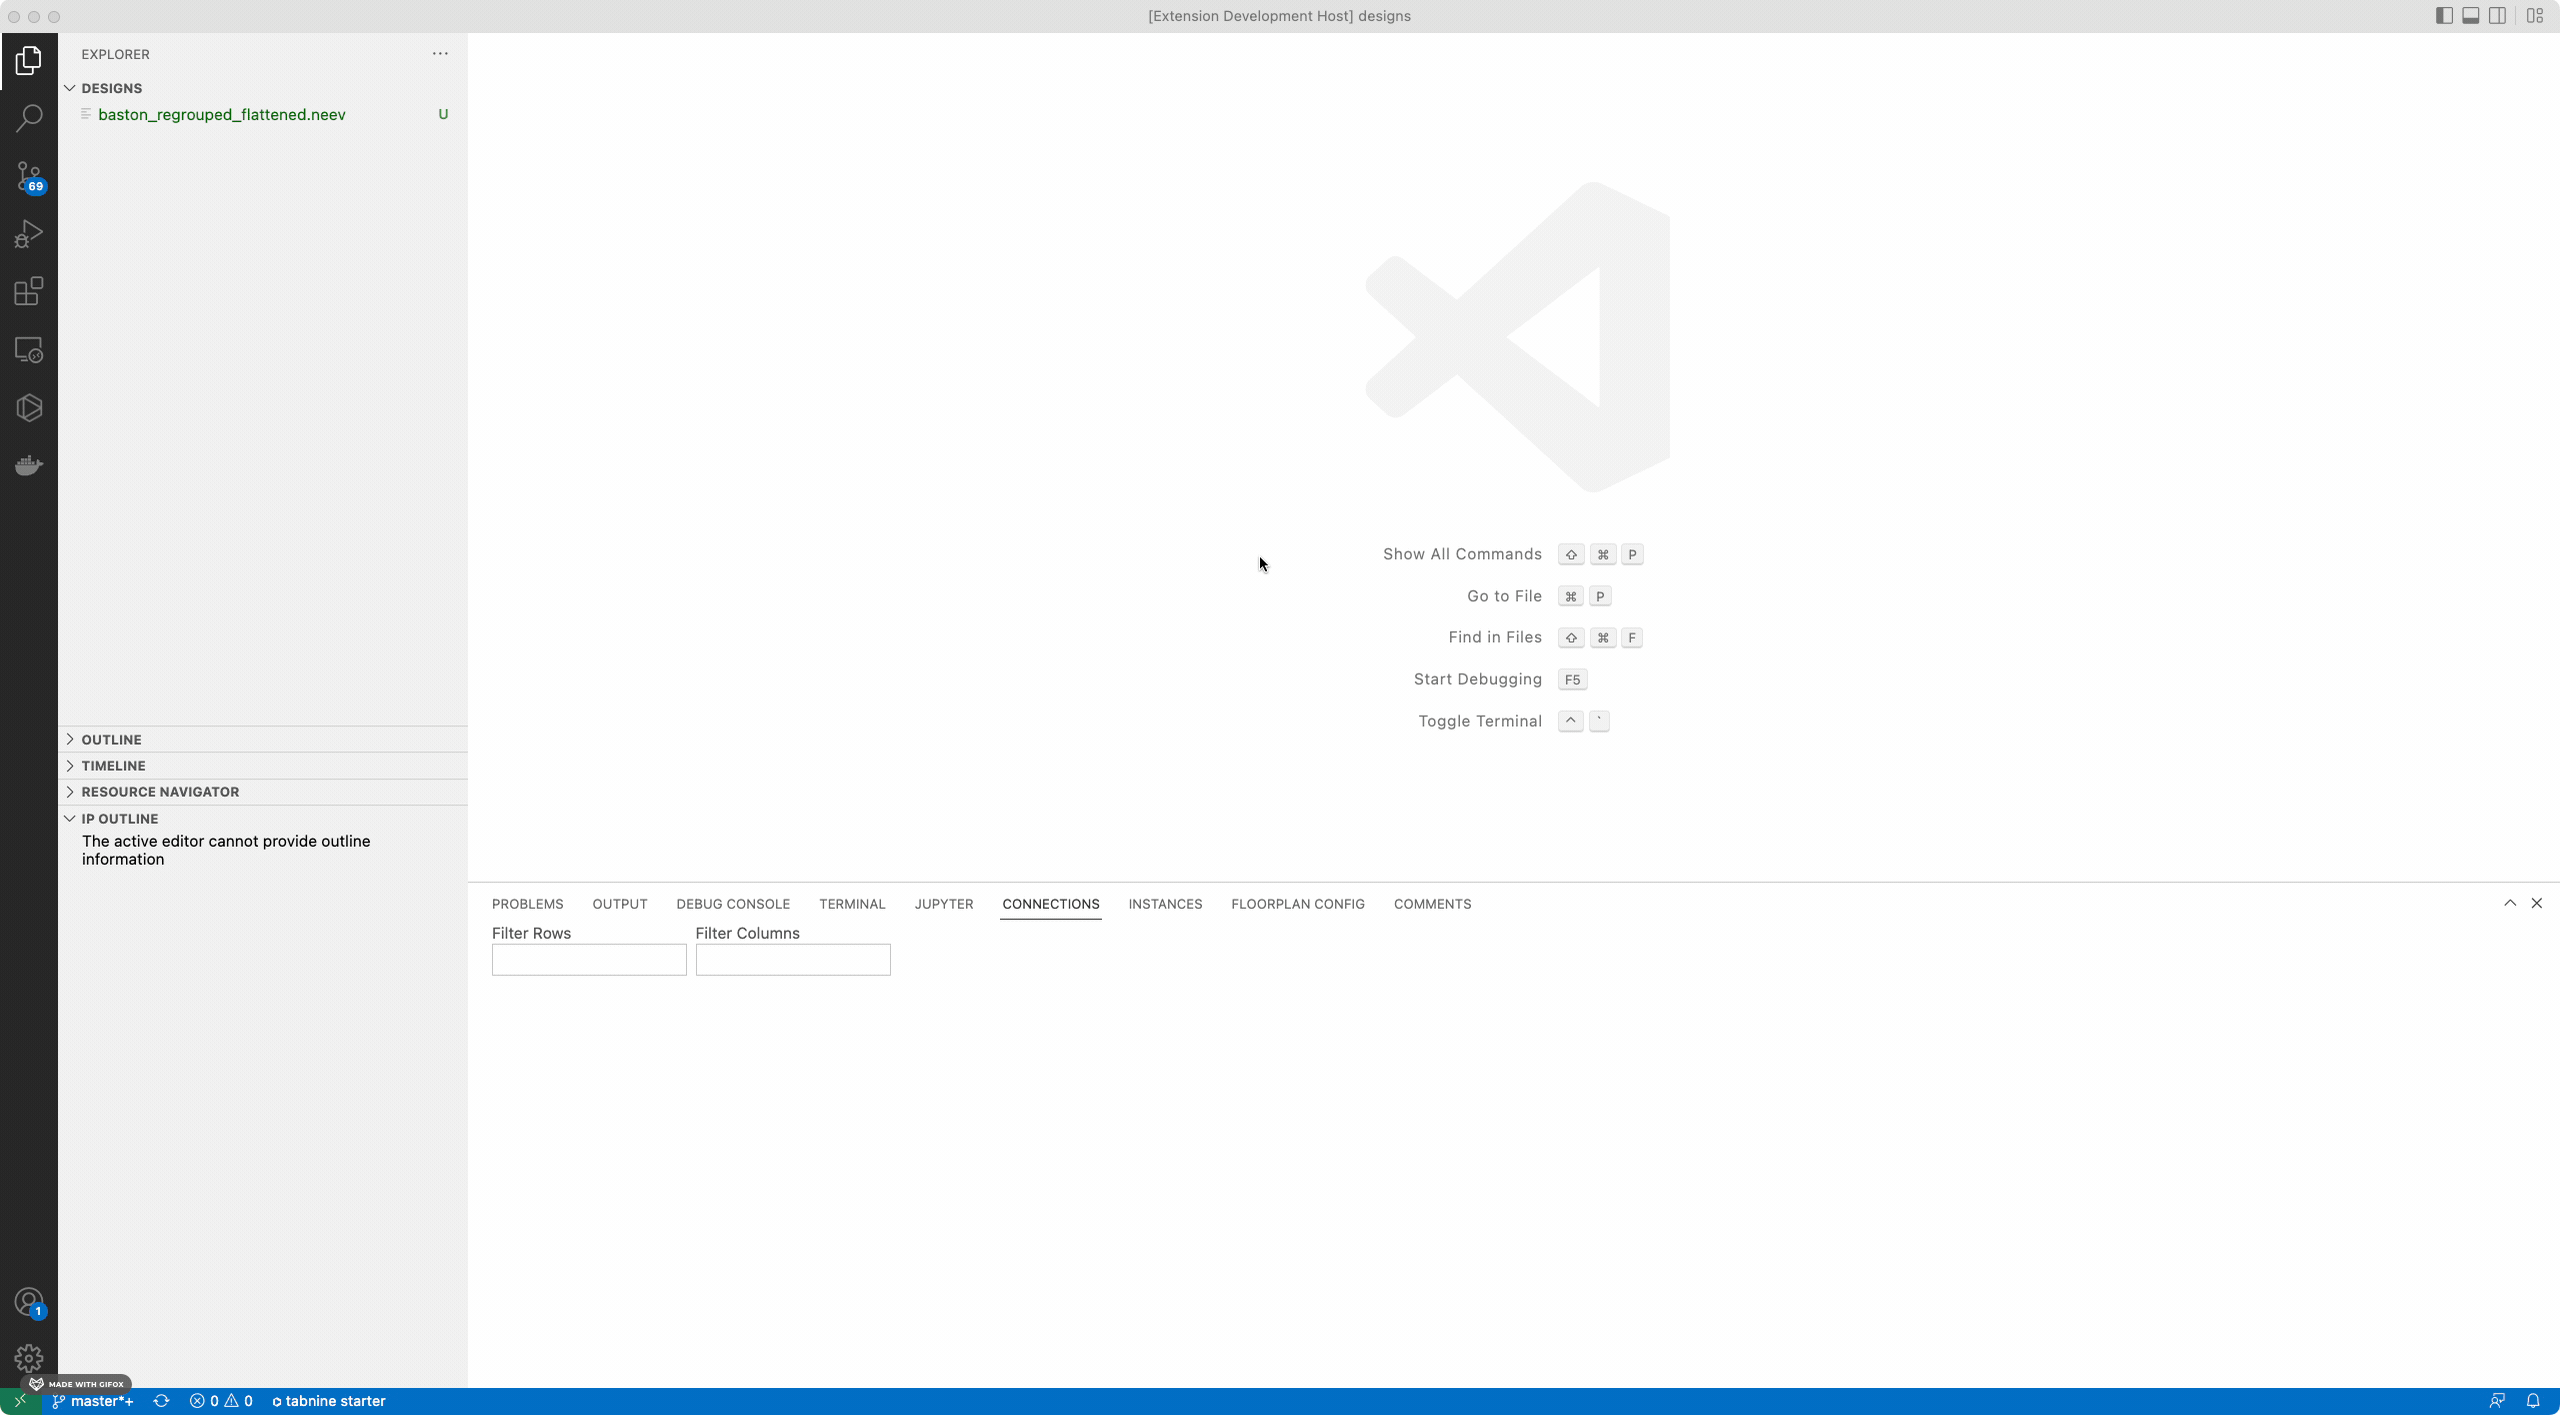 [Extension Development Host] designs
EXPLORER
DESIGNS
baston_regrouped_flattened.neev U
69
Show All Commands ⇧ ⌘ P
Go to File ⌘ P
Find in Files ⇧ ⌘ F
Start Debugging F5
Toggle Terminal ^ `
OUTLINE
TIMELINE
RESOURCE NAVIGATOR
IP OUTLINE
The active editor cannot provide outline
information
PROBLEMS OUTPUT DEBUG CONSOLE TERMINAL JUPYTER CONNECTIONS INSTANCES FLOORPLAN CONFIG COMMENTS
Filter Rows Filter Columns
1
MADE WITH GIFOX
master*+ 0 0 tabnine starter